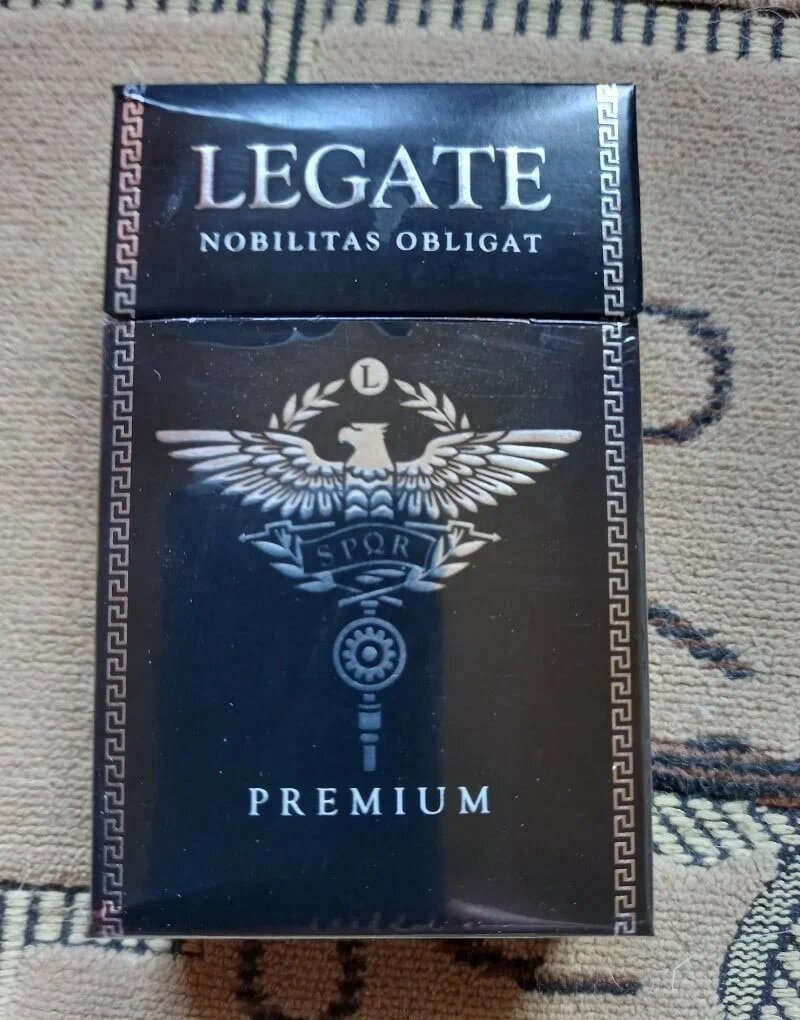 LEGATE
NOBILITAS OBLIGAT
L
SPQR
PREMIUM